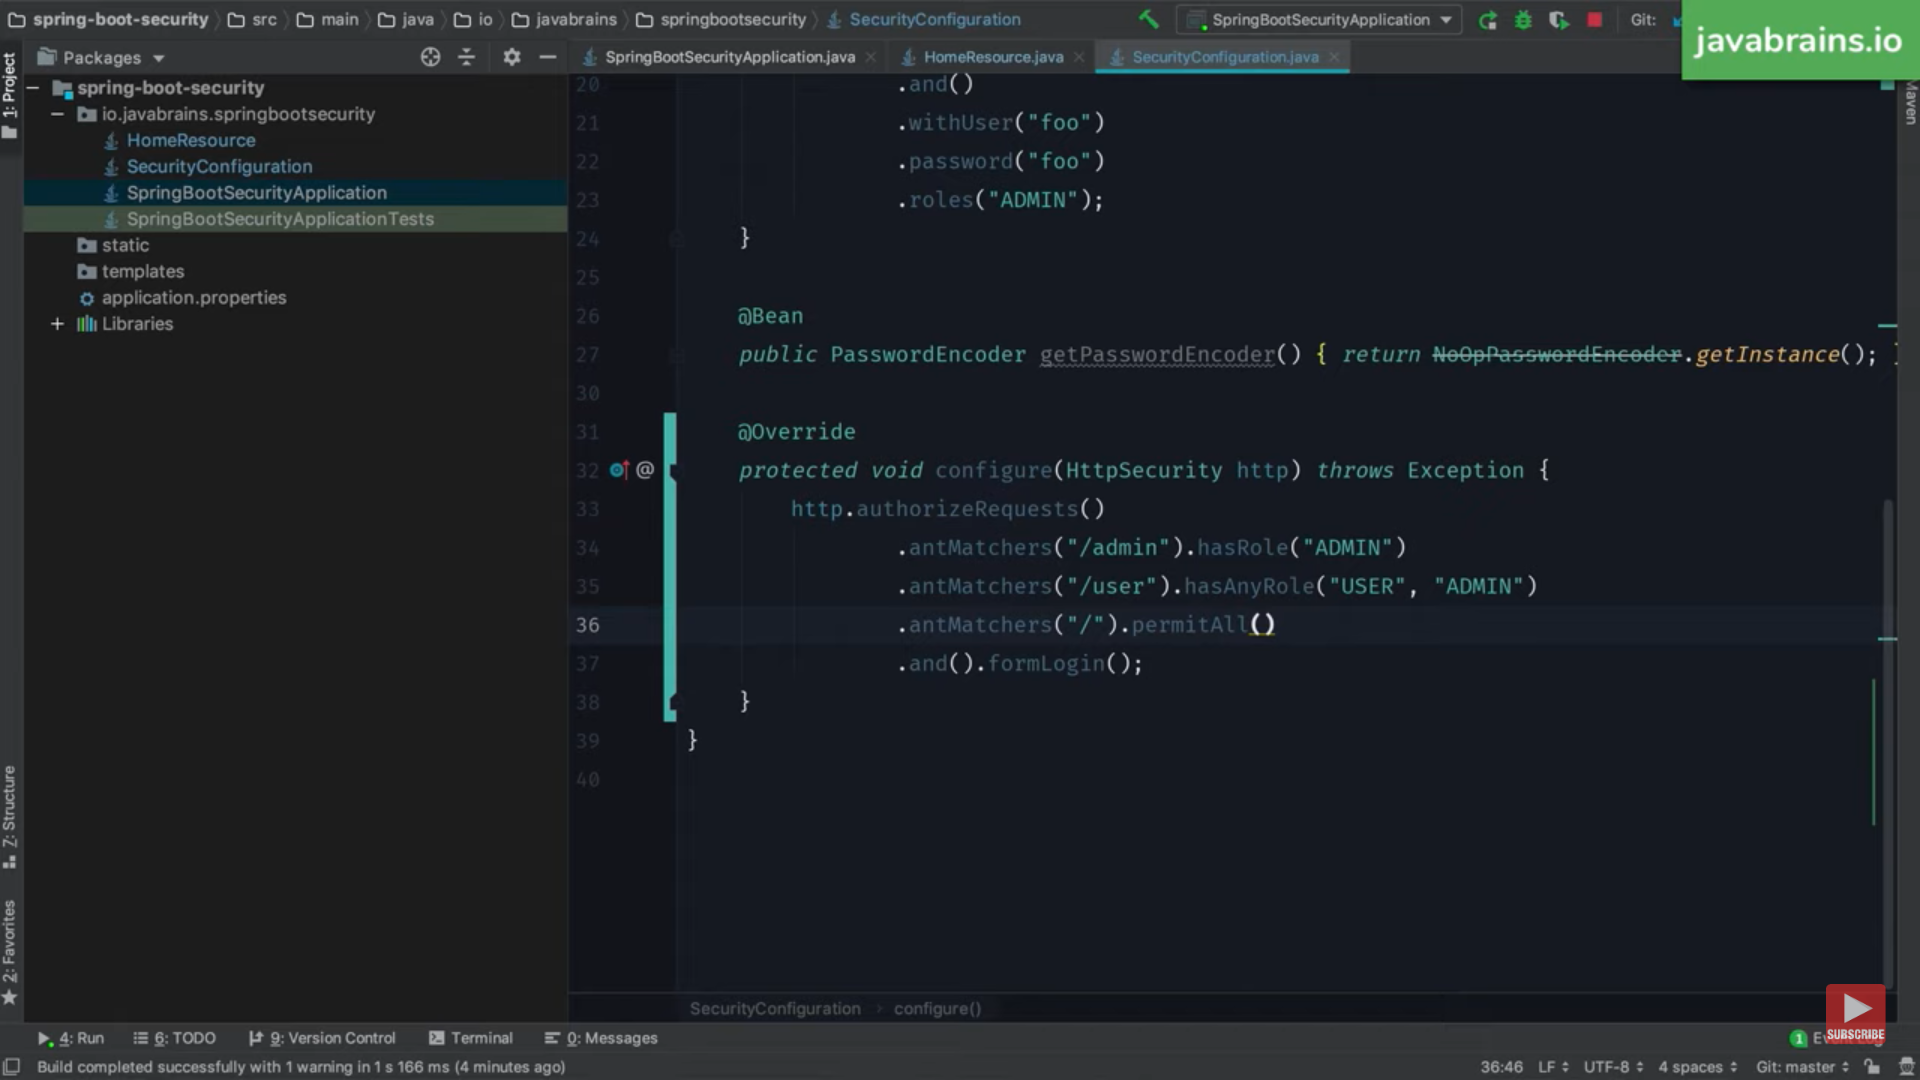 spring-boot-security src main java io javabrains springbootsecurity SecurityConfiguration SpringBootSecurityApplication Git:
javabrains.io
1: Project
Packages
SpringBootSecurityApplication.java HomeResource.java SecurityConfiguration.java
Maven
spring-boot-security
io.javabrains.springbootsecurity
HomeResource
SecurityConfiguration
SpringBootSecurityApplication
SpringBootSecurityApplicationTests
static
templates
application.properties
Libraries
20 .and()
21 .withUser("foo")
22 .password("foo")
23 .roles("ADMIN");
24 }
25
26 @Bean
27 public PasswordEncoder getPasswordEncoder() { return NoOpPasswordEncoder.getInstance(); }
30
31 @Override
32 @ protected void configure(HttpSecurity http) throws Exception {
33 http.authorizeRequests()
34 .antMatchers("/admin").hasRole("ADMIN")
35 .antMatchers("/user").hasAnyRole("USER", "ADMIN")
36 .antMatchers("/").permitAll()
37 .and().formLogin();
38 }
39 }
40
Z: Structure
2: Favorites
SecurityConfiguration configure()
SUBSCRIBE
4: Run 6: TODO 9: Version Control Terminal 0: Messages 1
Build completed successfully with 1 warning in 1 s 166 ms (4 minutes ago) 36:46 LF UTF-8 4 spaces Git: master